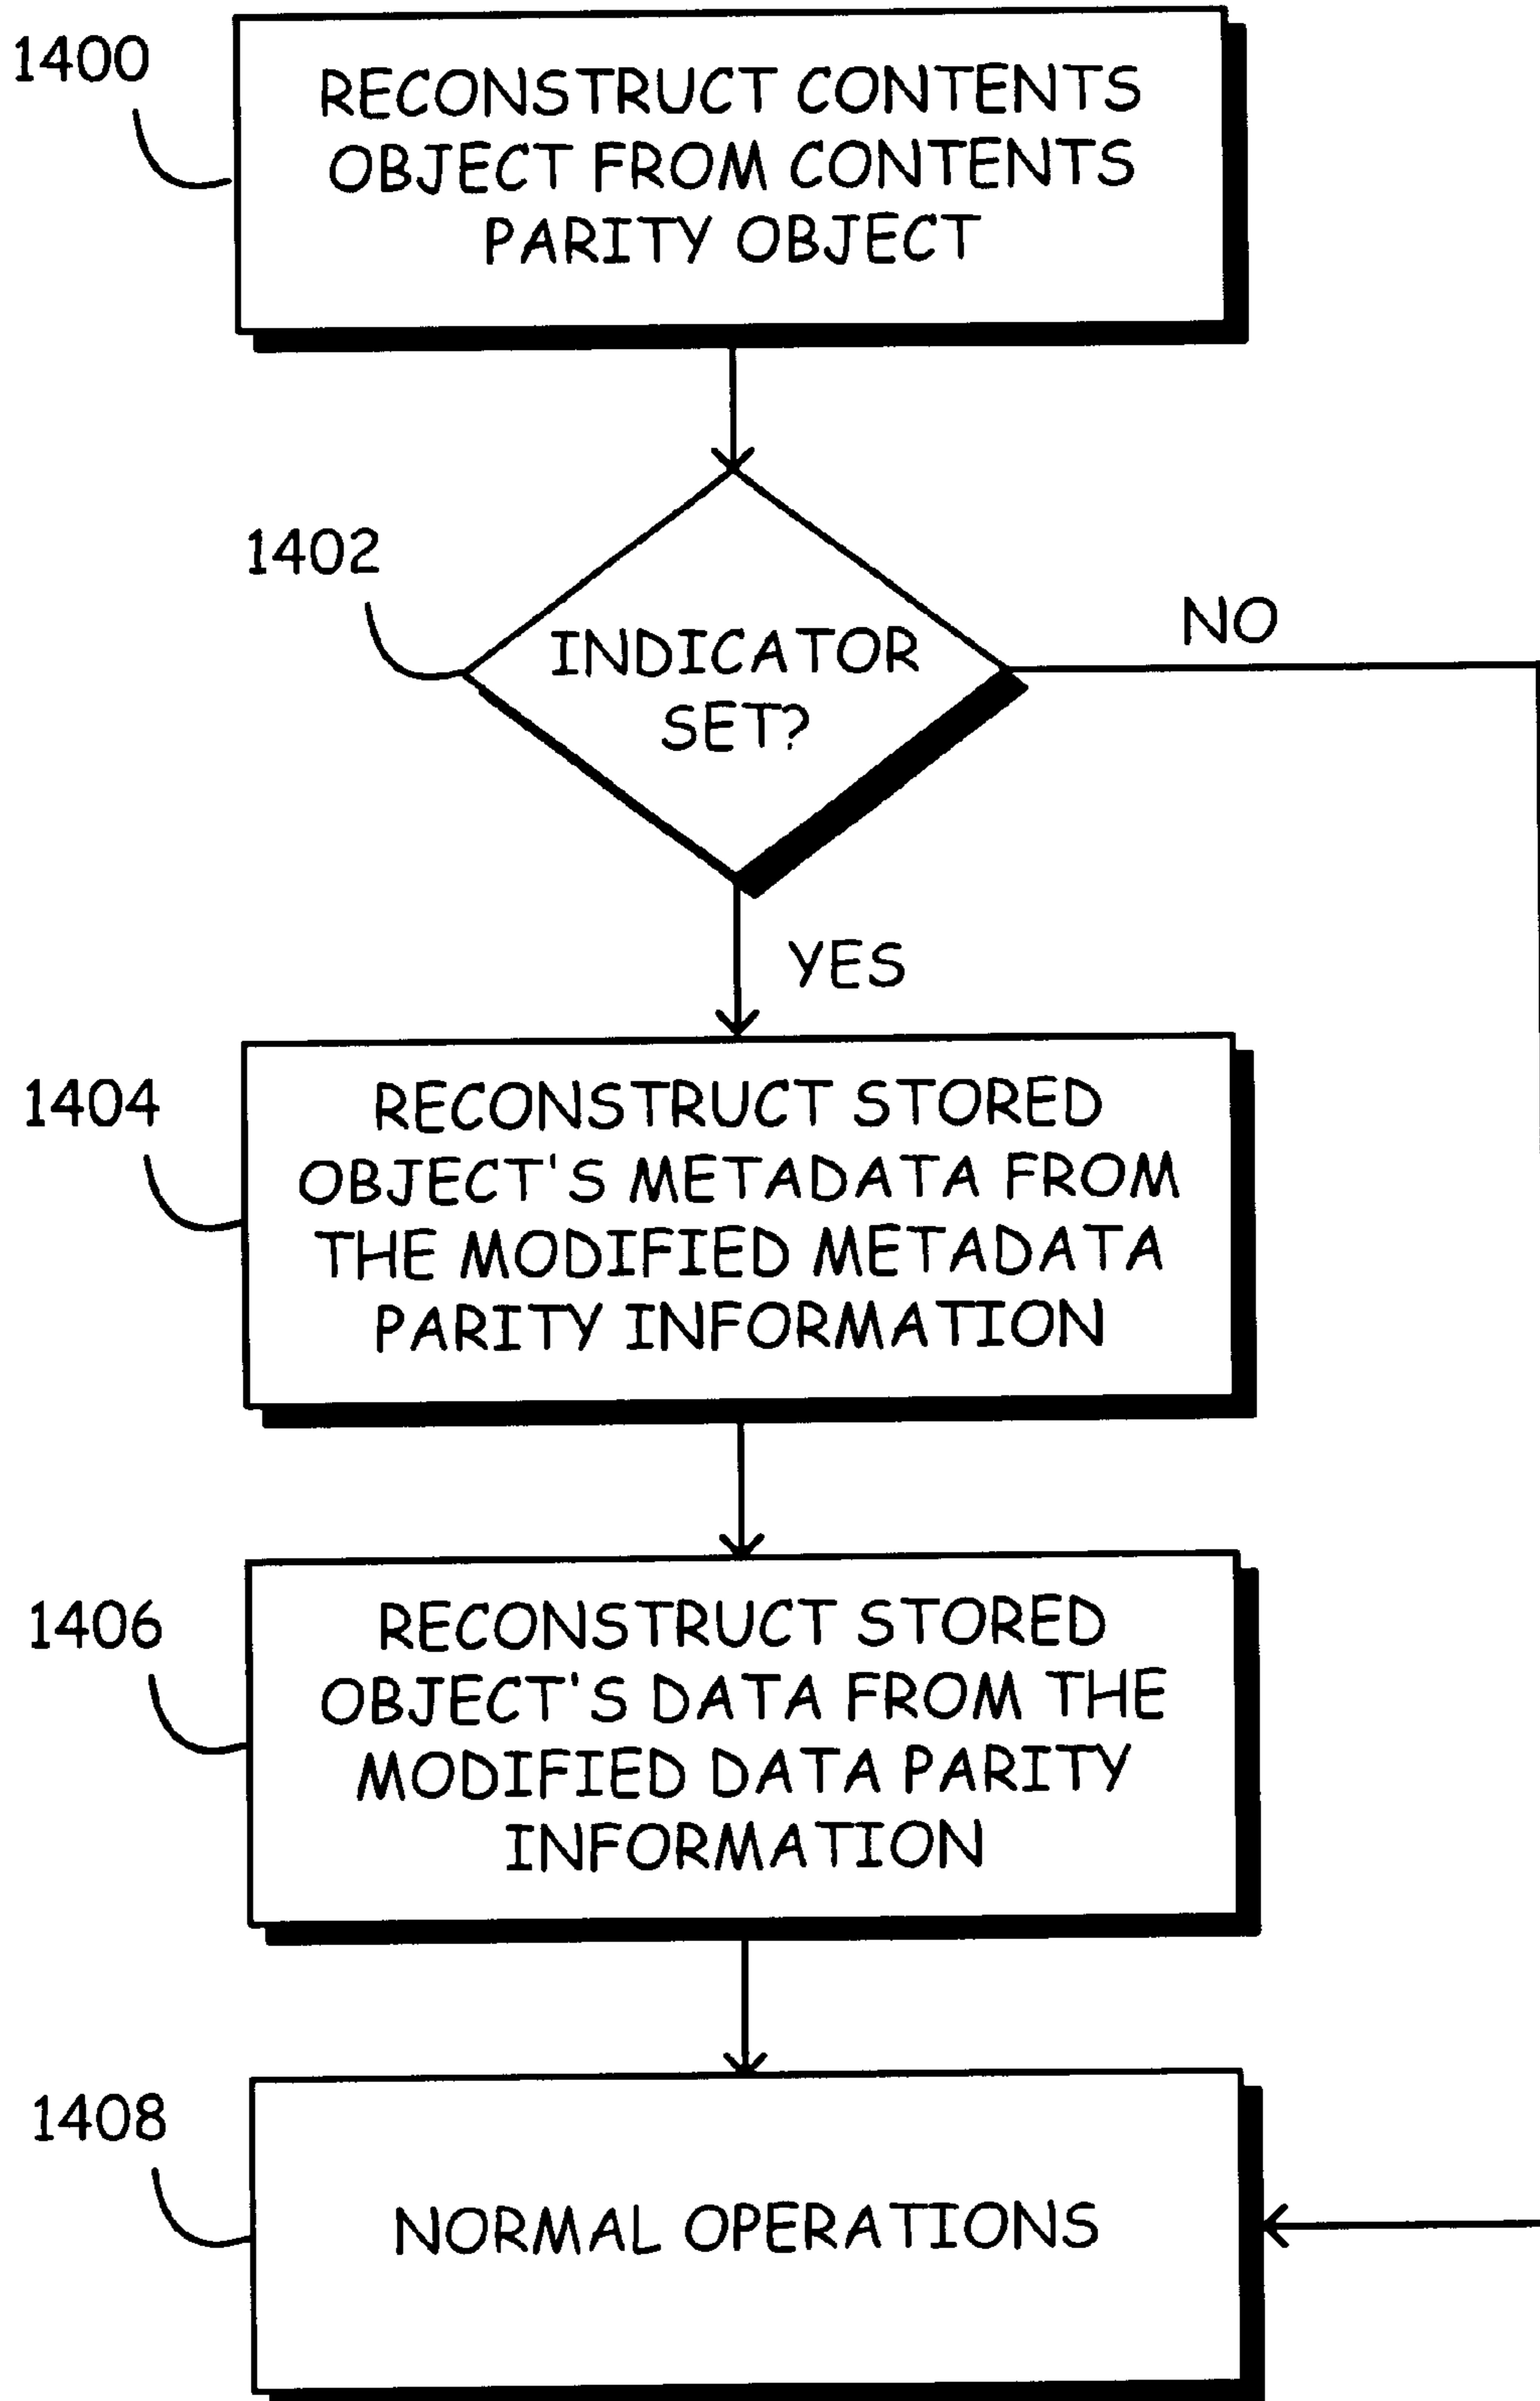 1400
RECONSTRUCT CONTENTS
OBJECT FROM CONTENTS
PARITY OBJECT
1402
INDICATOR
SET?
NO
YES
1404
RECONSTRUCT STORED
OBJECT'S METADATA FROM
THE MODIFIED METADATA
PARITY INFORMATION
1406
RECONSTRUCT STORED
OBJECT'S DATA FROM THE
MODIFIED DATA PARITY
INFORMATION
1408
NORMAL OPERATIONS